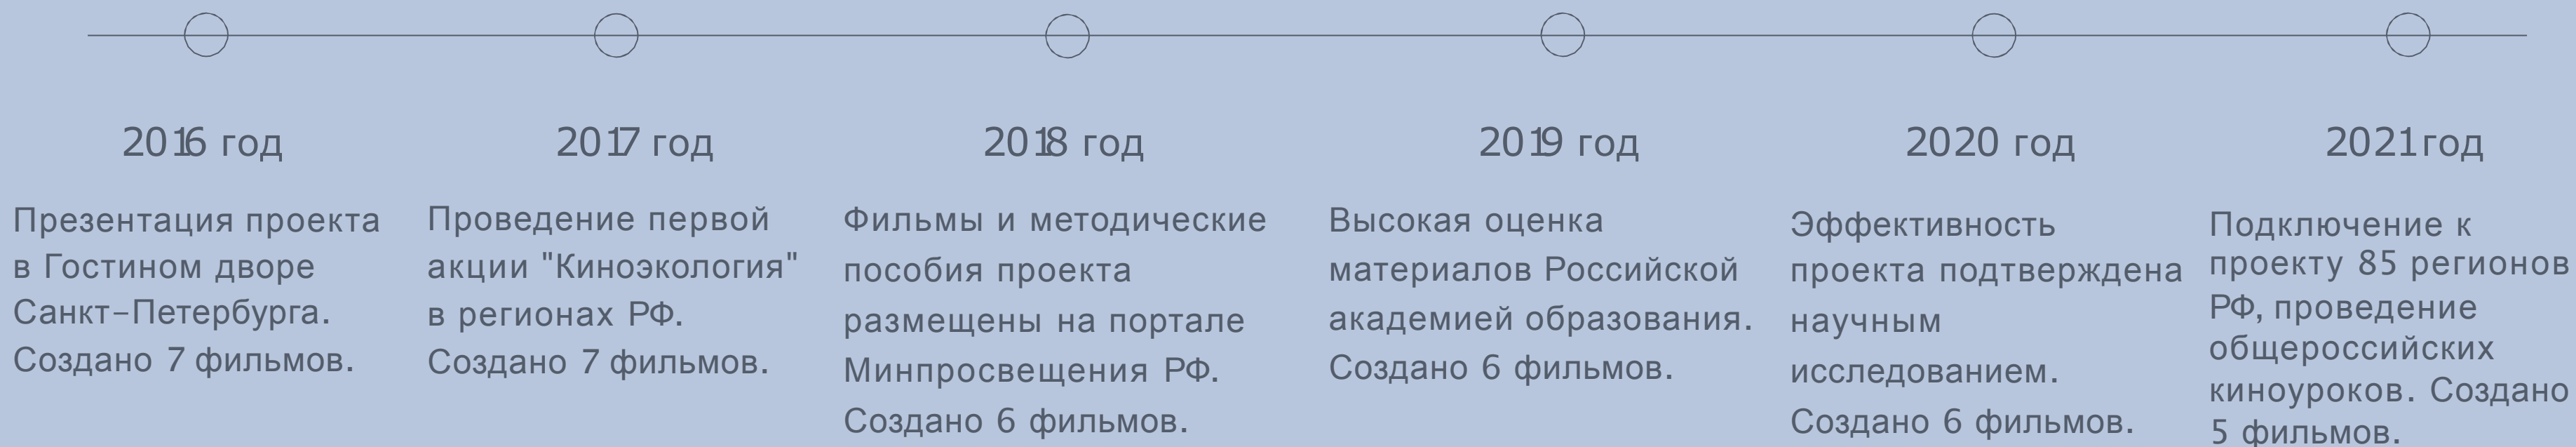 2016 год
Презентация проекта
в Гостином дворе
Санкт-Петербурга.
Создано 7 фильмов.
2017 год
Проведение первой
акции "Киноэкология"
в регионах РФ.
Создано 7 фильмов.
2018 год
Фильмы и методические
пособия проекта
размещены на портале
Минпросвещения РФ.
Создано 6 фильмов.
2019 год
Высокая оценка
материалов Российской
академией образования.
Создано 6 фильмов.
2020 год
Эффективность
проекта подтверждена
научным
исследованием.
Создано 6 фильмов.
2021 год
Подключение к
проекту 85 регионов
РФ, проведение
общероссийских
киноуроков. Создано
5 фильмов.